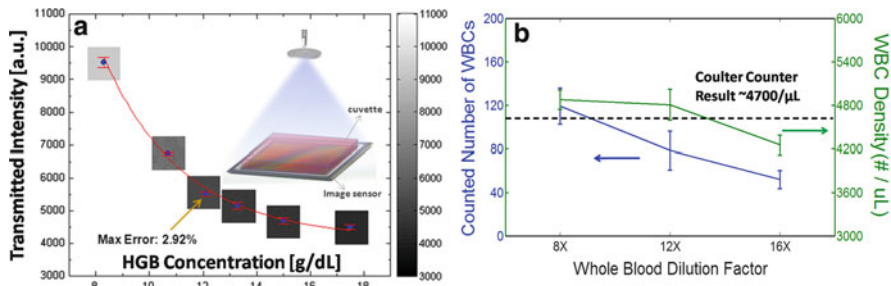 a
Transmitted Intensity [a.u.]
11000
10000
9000
8000
7000
6000
5000
4000
3000
cuvette
Image sensor
Max Error: 2.92%
HGB Concentration [g/dL]
8 10 12 14 16 18
11000
10000
9000
8000
7000
6000
5000
4000
3000
b
Counted Number of WBCs
200
160
120
80
40
0
Coulter Counter
Result ~4700/µL
WBC Density(# / uL)
6000
5400
4800
4200
3600
3000
8X 12X 16X
Whole Blood Dilution Factor